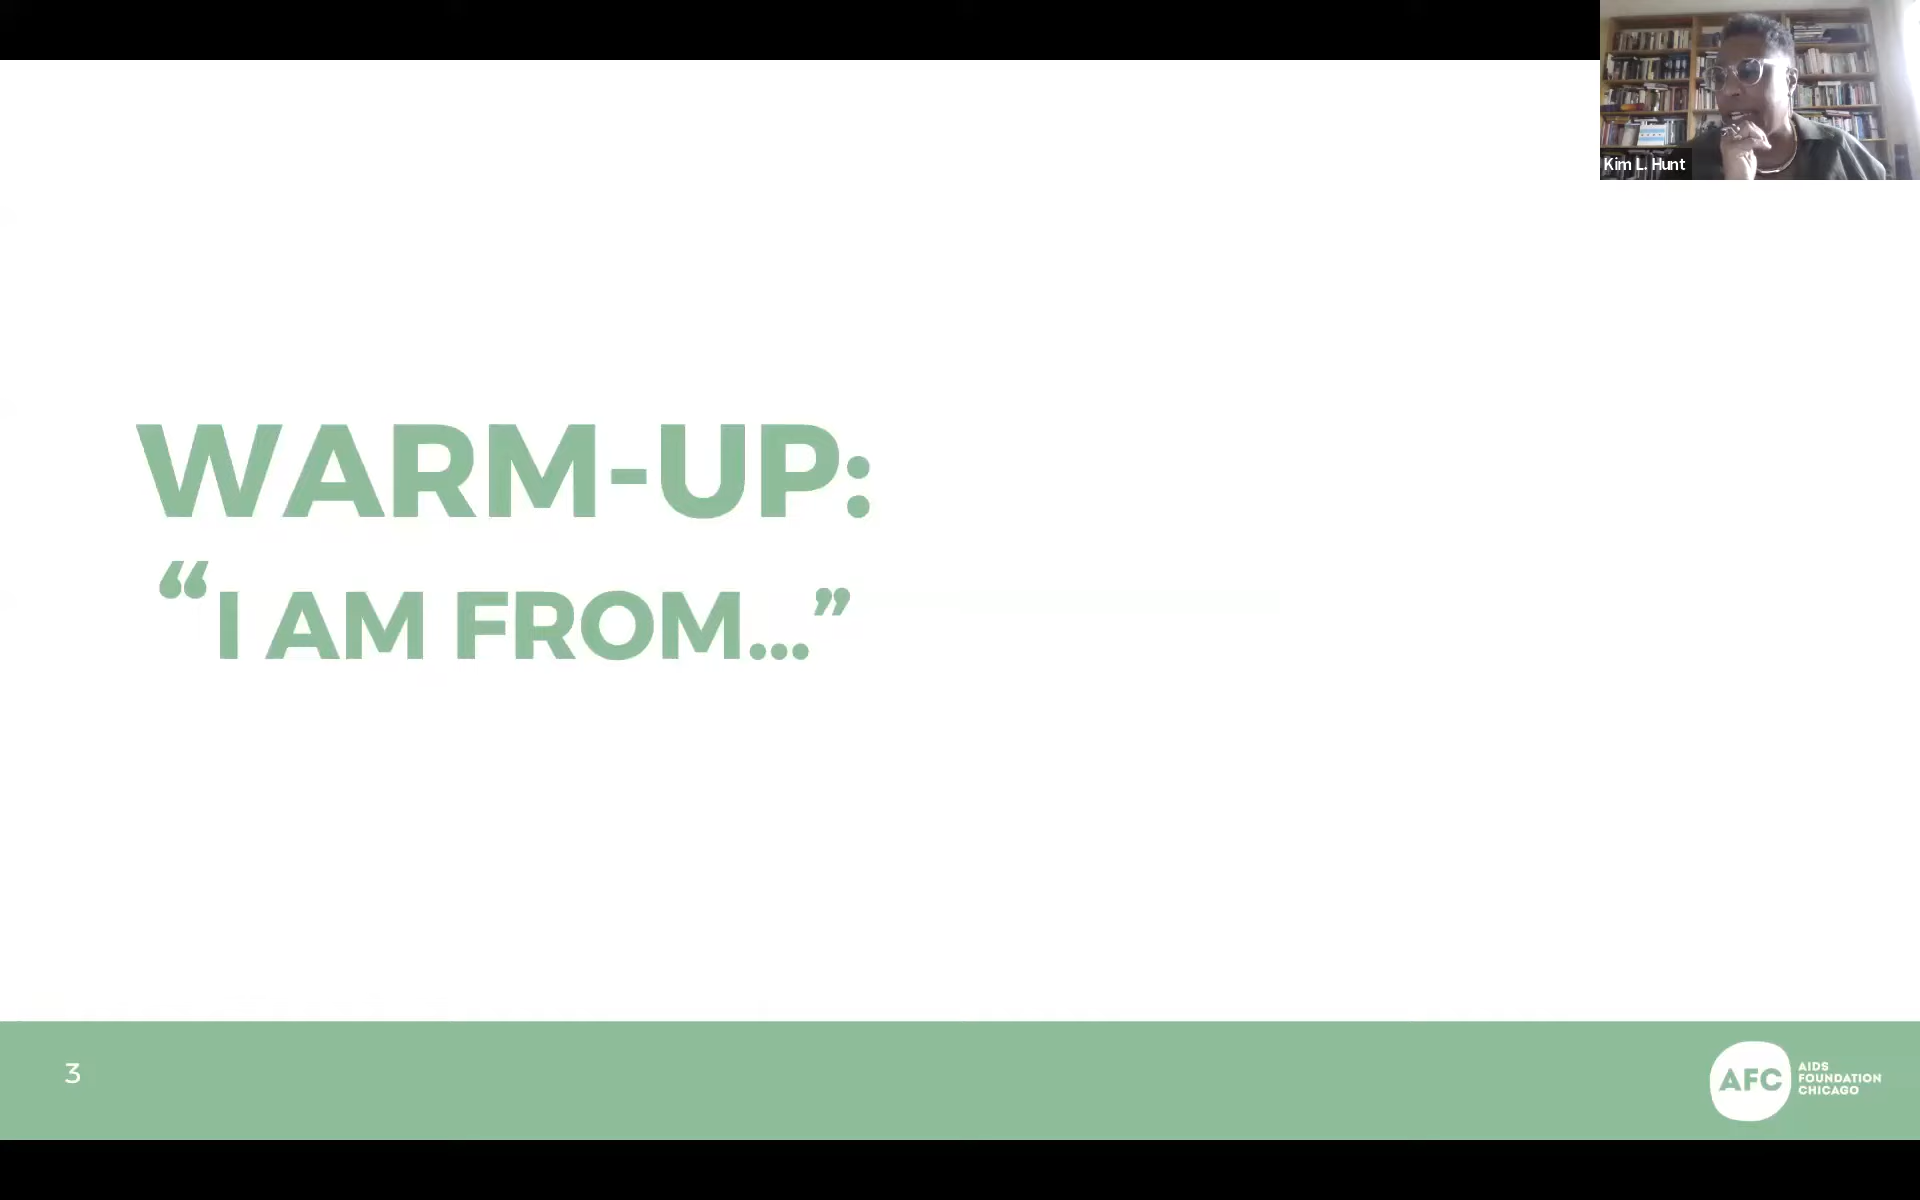 Kim L. Hunt
WARM-UP:
“I AM FROM...”
3
AFC
AIDS
FOUNDATION
CHICAGO